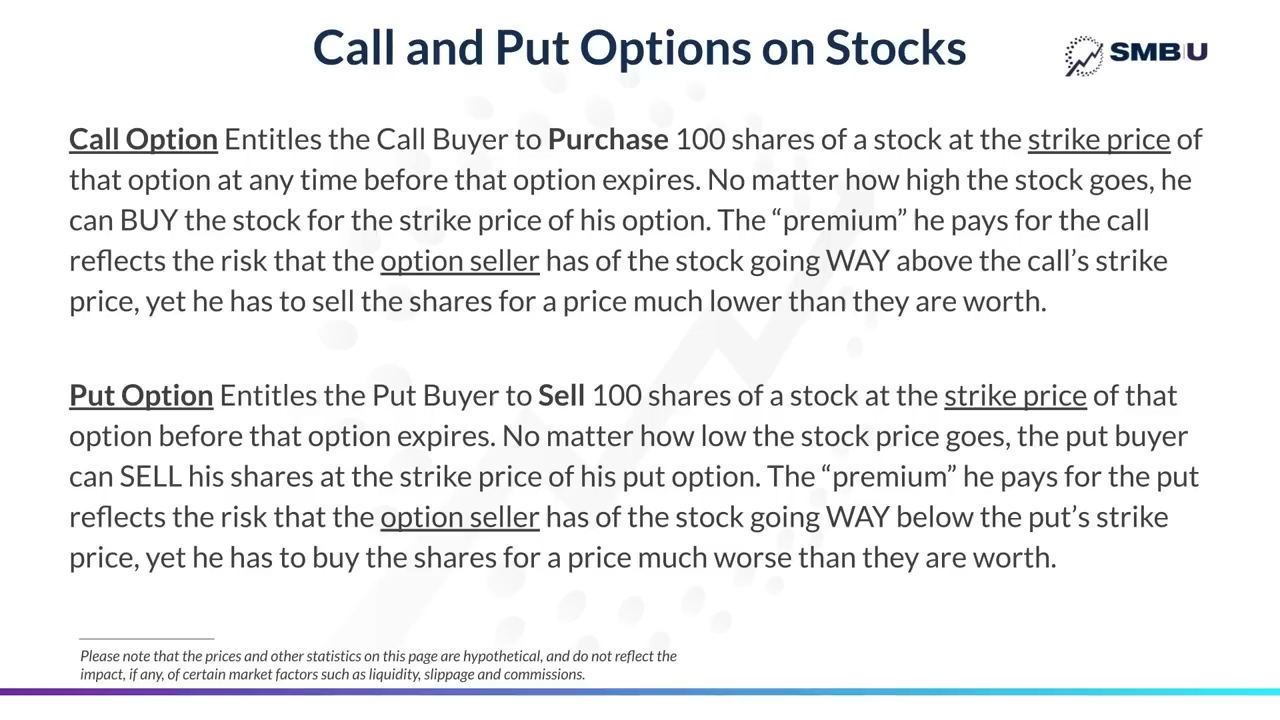 Call and Put Options on Stocks
SMB U
Call Option Entitles the Call Buyer to Purchase 100 shares of a stock at the strike price of
that option at any time before that option expires. No matter how high the stock goes, he
can BUY the stock for the strike price of his option. The “premium” he pays for the call
reflects the risk that the option seller has of the stock going WAY above the call’s strike
price, yet he has to sell the shares for a price much lower than they are worth.
Put Option Entitles the Put Buyer to Sell 100 shares of a stock at the strike price of that
option before that option expires. No matter how low the stock price goes, the put buyer
can SELL his shares at the strike price of his put option. The “premium” he pays for the put
reflects the risk that the option seller has of the stock going WAY below the put’s strike
price, yet he has to buy the shares for a price much worse than they are worth.
Please note that the prices and other statistics on this page are hypothetical, and do not reflect the
impact, if any, of certain market factors such as liquidity, slippage and commissions.